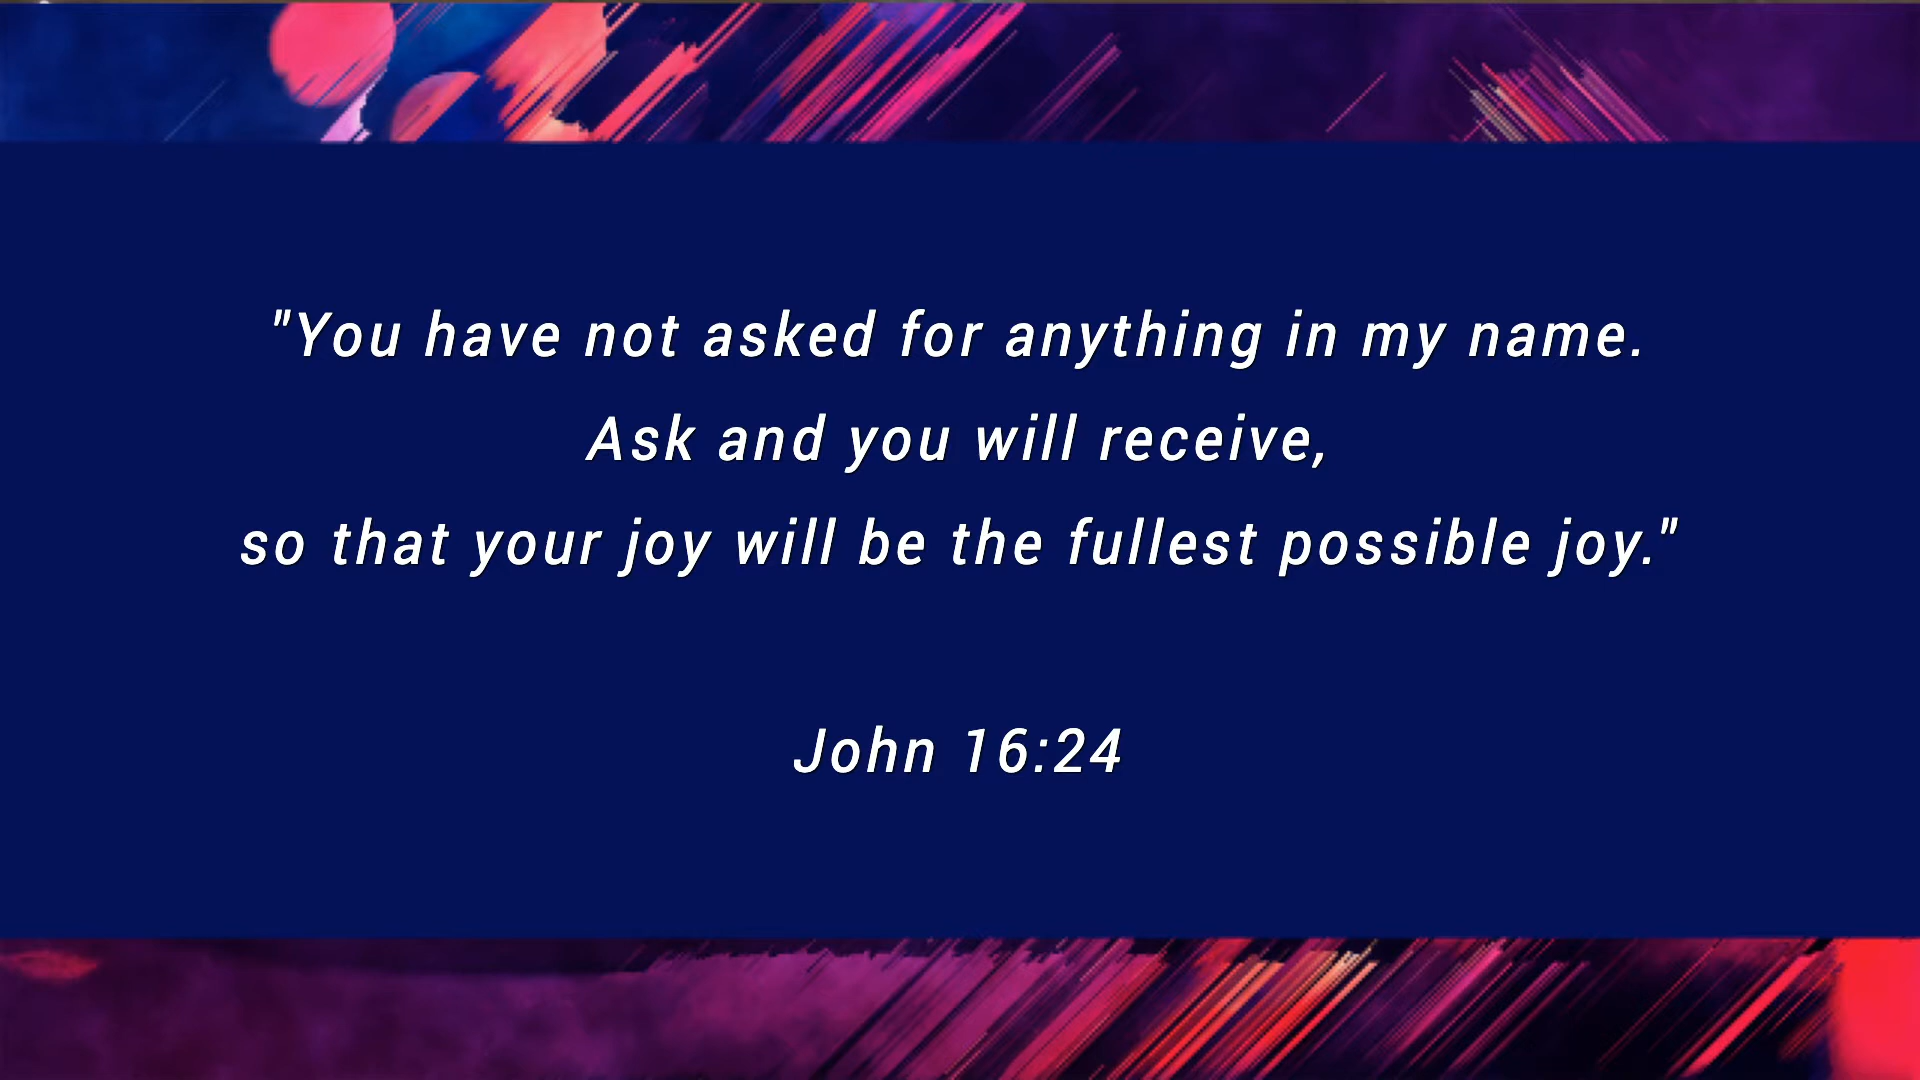 "You have not asked for anything in my name.
Ask and you will receive,
so that your joy will be the fullest possible joy."
John 16:24